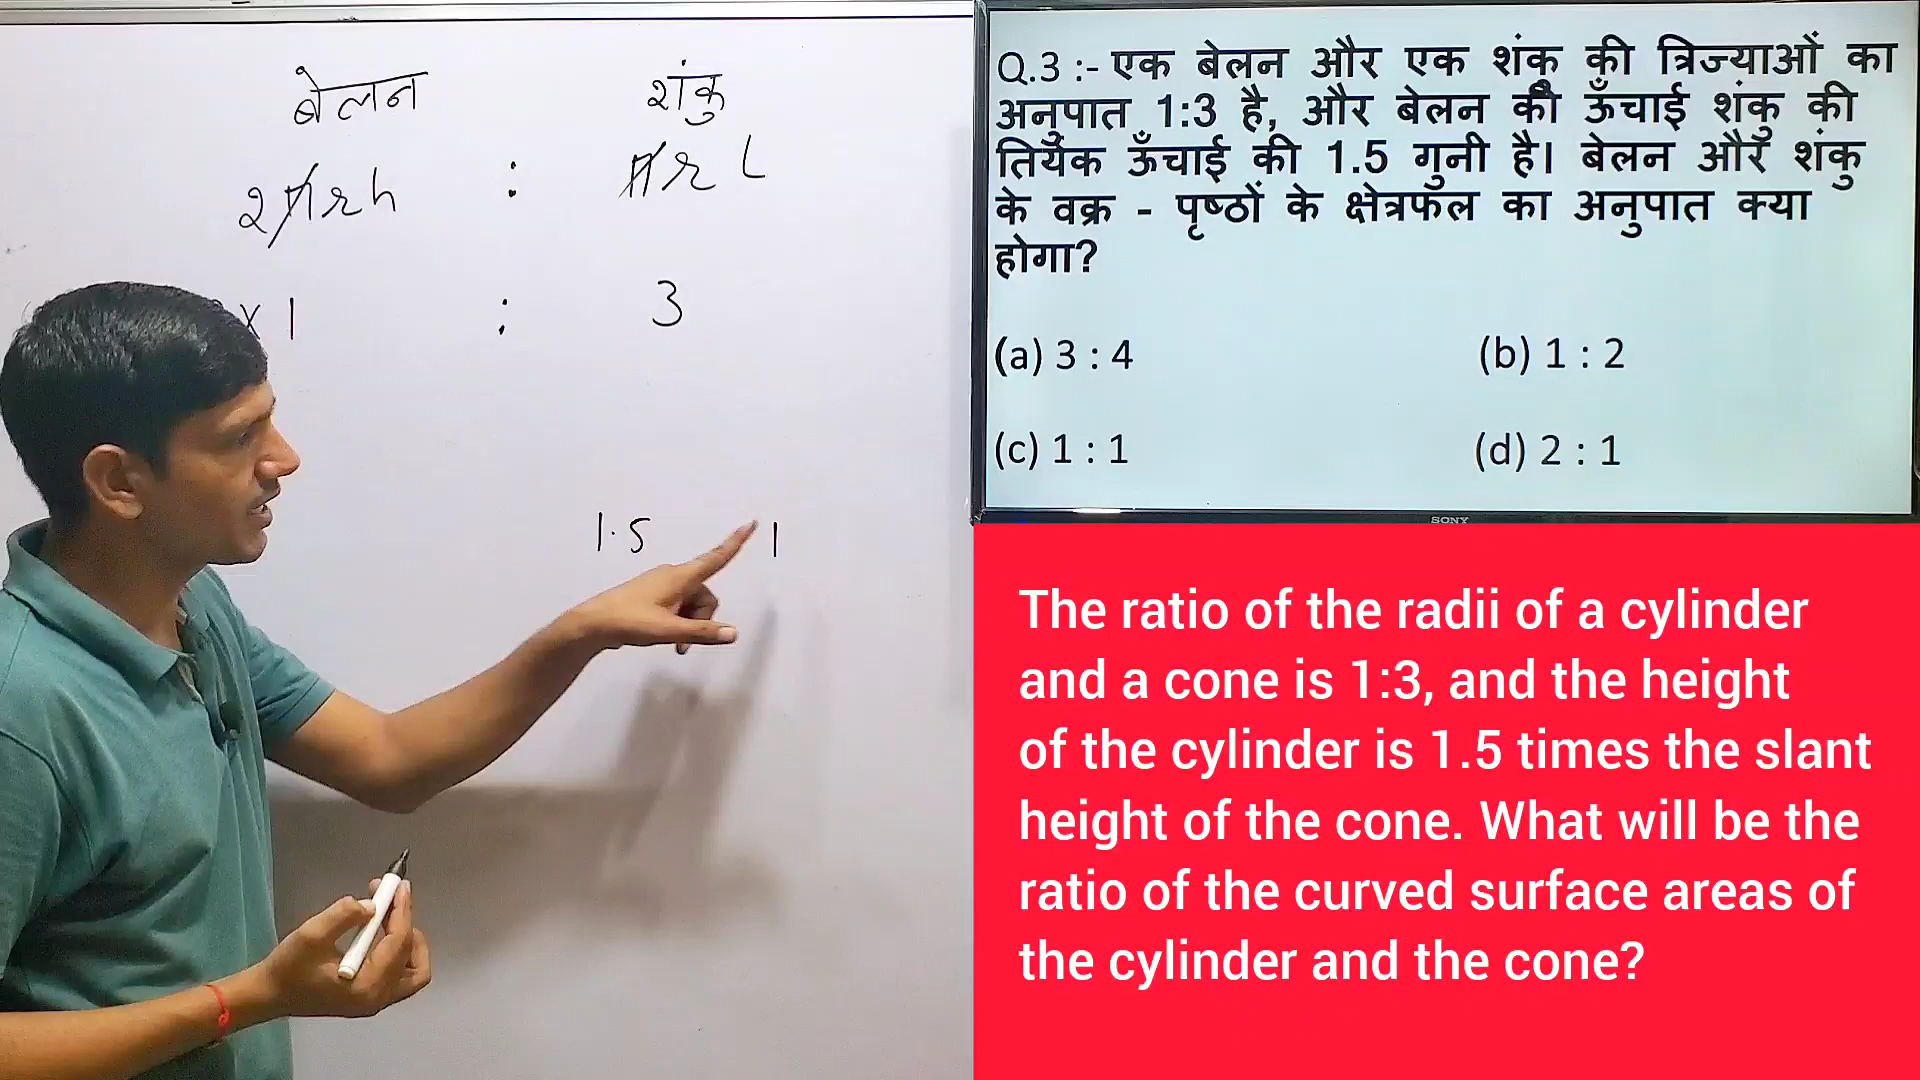 बेलन शंकु
2πrh : πr l
x 1 : 3
1.5 1
Q.3 :- एक बेलन और एक शंकु की त्रिज्याओं का
अनुपात 1:3 है, और बेलन की ऊँचाई शंकु की
तिर्यक ऊँचाई की 1.5 गुनी है। बेलन और शंकु
के वक्र - पृष्ठों के क्षेत्रफल का अनुपात क्या
होगा?
(a) 3 : 4 (b) 1 : 2
(c) 1 : 1 (d) 2 : 1
SONY
The ratio of the radii of a cylinder
and a cone is 1:3, and the height
of the cylinder is 1.5 times the slant
height of the cone. What will be the
ratio of the curved surface areas of
the cylinder and the cone?